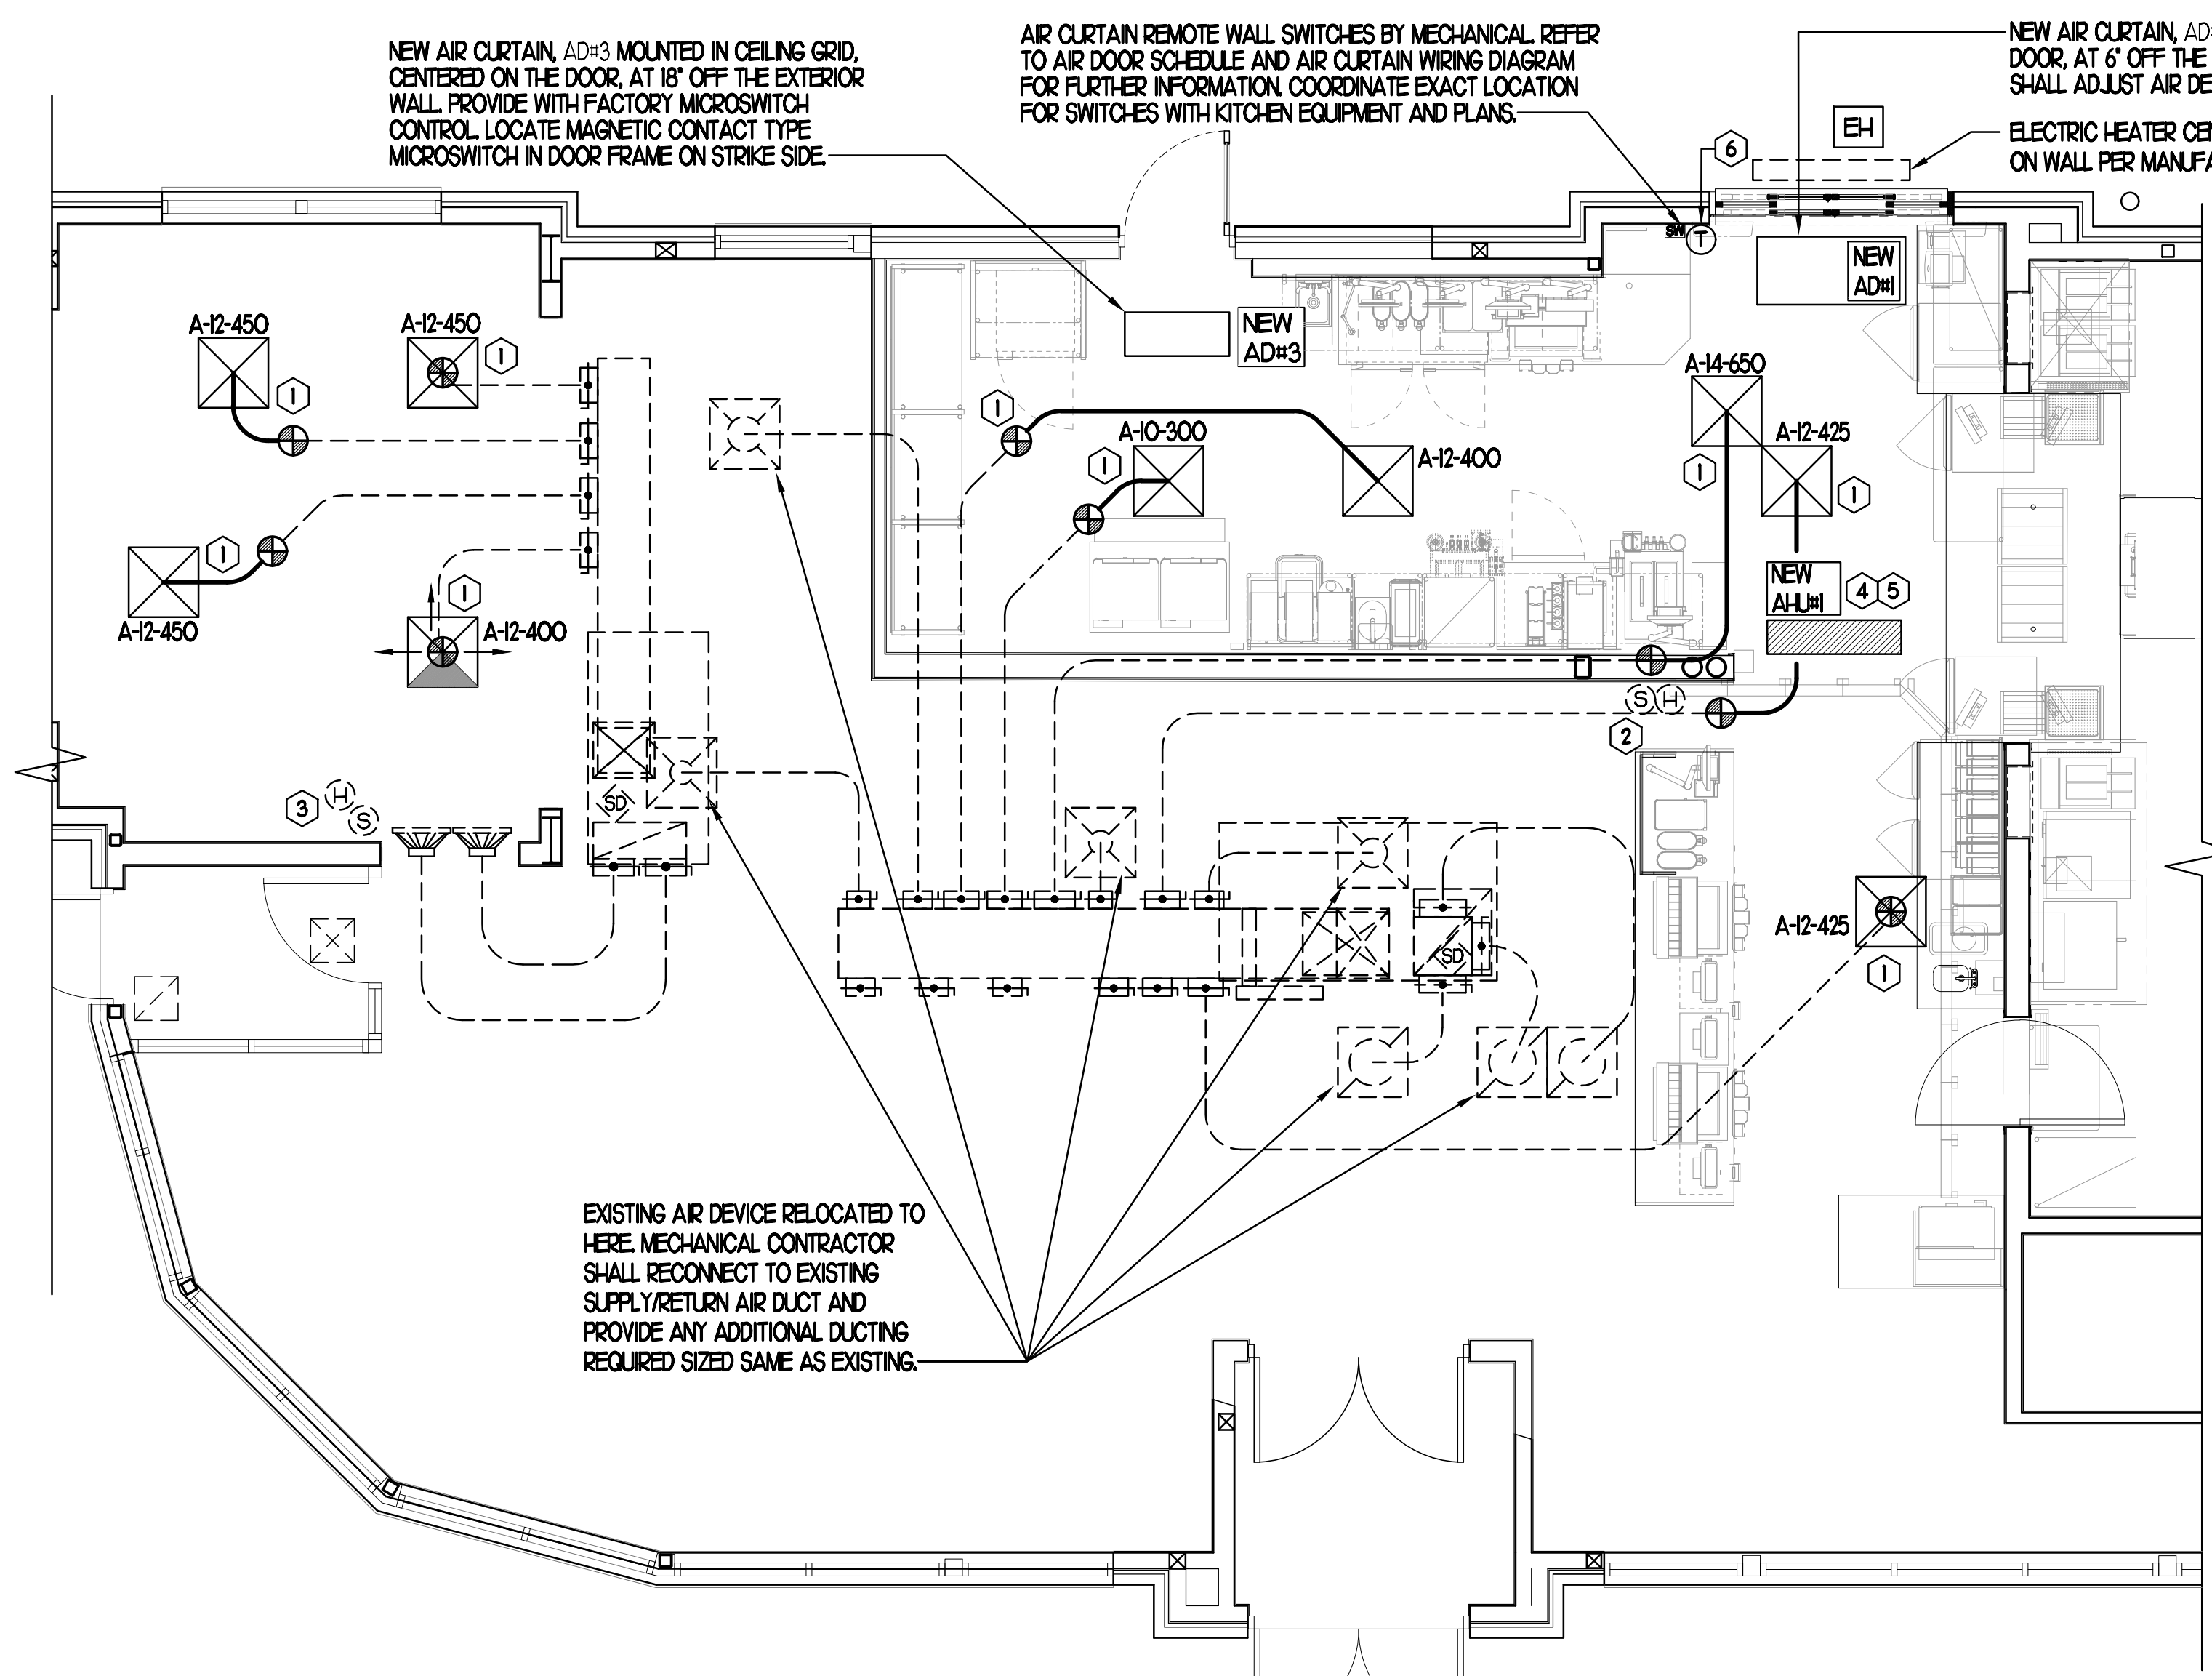 NEW AIR CURTAIN, AD#3 MOUNTED IN CEILING GRID,
CENTERED ON THE DOOR, AT 18" OFF THE EXTERIOR
WALL. PROVIDE WITH FACTORY MICROSWITCH
CONTROL. LOCATE MAGNETIC CONTACT TYPE
MICROSWITCH IN DOOR FRAME ON STRIKE SIDE.
AIR CURTAIN REMOTE WALL SWITCHES BY MECHANICAL. REFER
TO AIR DOOR SCHEDULE AND AIR CURTAIN WIRING DIAGRAM
FOR FURTHER INFORMATION. COORDINATE EXACT LOCATION
FOR SWITCHES WITH KITCHEN EQUIPMENT AND PLANS.
NEW AIR CURTAIN, AD
DOOR, AT 6" OFF THE
SHALL ADJUST AIR DE
EH
ELECTRIC HEATER CE
ON WALL PER MANUFA
6
SW
T
NEW
AD#1
A-12-450
A-12-450
1
1
NEW
AD#3
A-14-650
1
A-10-300
1
A-12-400
1
A-12-425
1
1
A-12-450
1
A-12-400
NEW
AHU#1
4
5
S
H
2
3
H
S
SD
SD
A-12-425
1
EXISTING AIR DEVICE RELOCATED TO
HERE. MECHANICAL CONTRACTOR
SHALL RECONNECT TO EXISTING
SUPPLY/RETURN AIR DUCT AND
PROVIDE ANY ADDITIONAL DUCTING
REQUIRED SIZED SAME AS EXISTING.